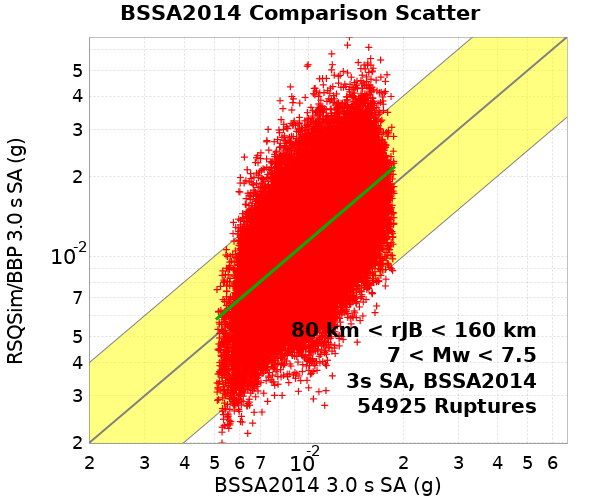 BSSA2014 Comparison Scatter
RSQSim/BBP 3.0 s SA (g)
5
4
3
2
10-2
7
5
4
3
2
80 km < rJB < 160 km
7 < Mw < 7.5
3s SA, BSSA2014
54925 Ruptures
2 3 4 5 6 7 10-2 2 3 4 5 6
BSSA2014 3.0 s SA (g)